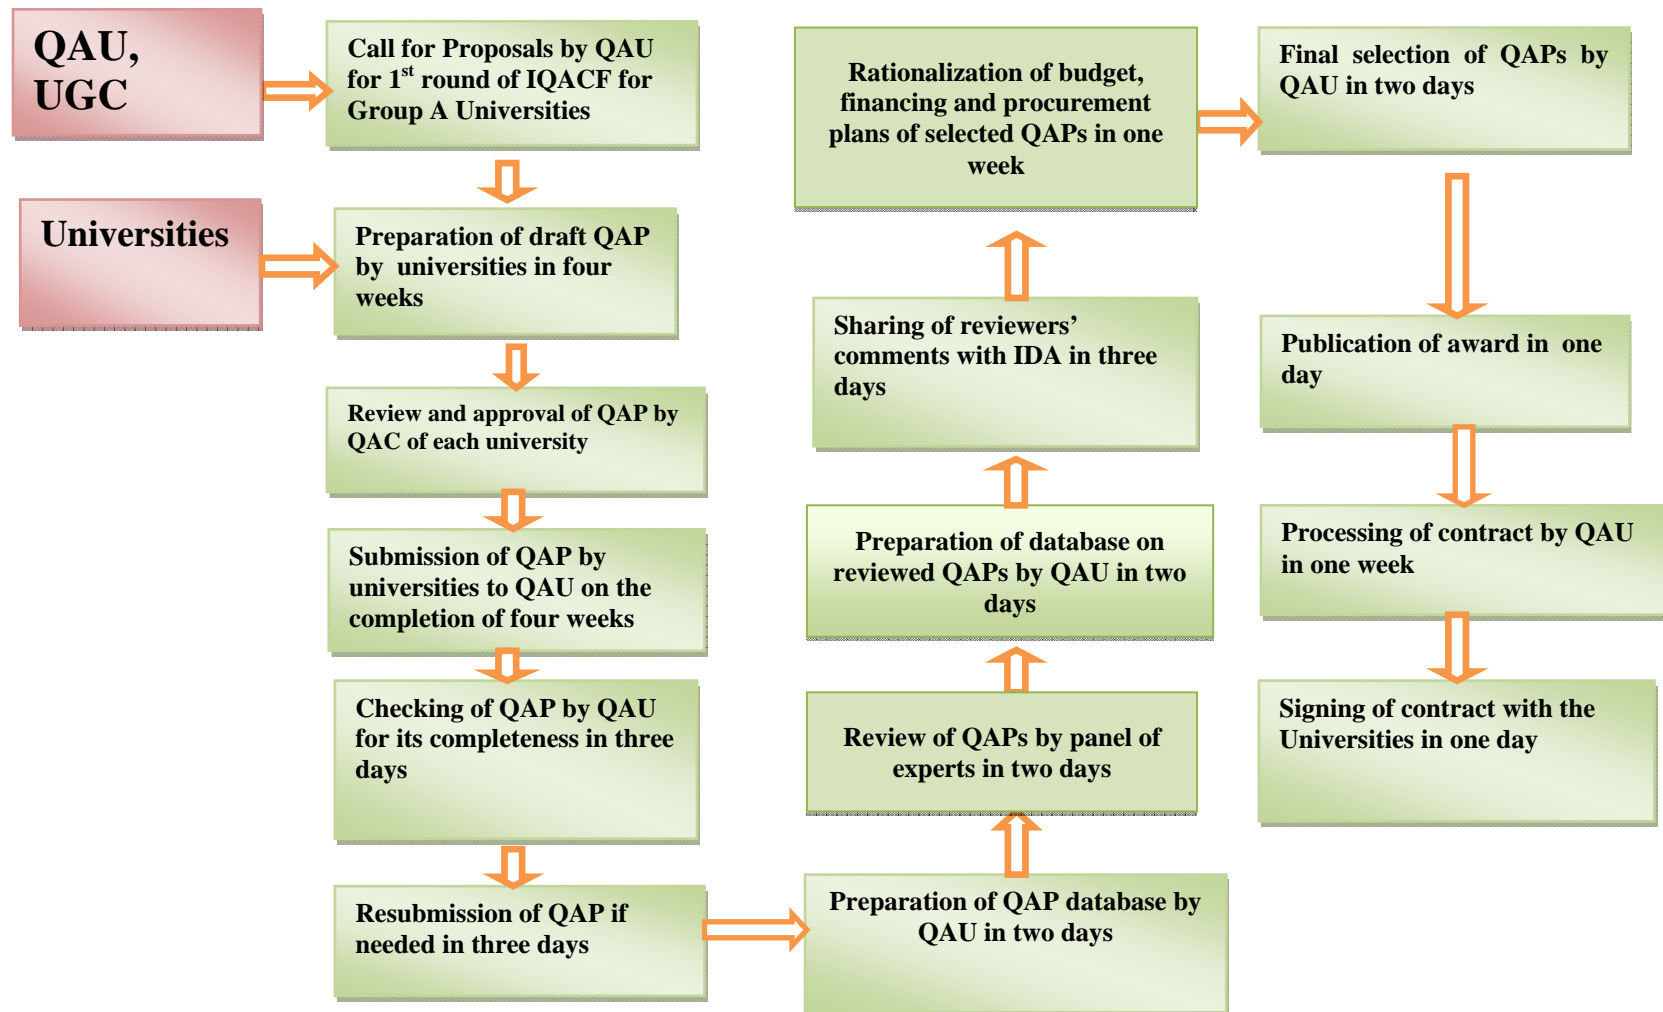 QAU,
UGC
Call for Proposals by QAU
for 1st round of IQACF for
Group A Universities
Universities
Preparation of draft QAP
by universities in four
weeks
Review and approval of QAP by
QAC of each university
Submission of QAP by
universities to QAU on the
completion of four weeks
Checking of QAP by QAU
for its completeness in three
days
Resubmission of QAP if
needed in three days
Preparation of QAP database by
QAU in two days
Review of QAPs by panel of
experts in two days
Preparation of database on
reviewed QAPs by QAU in two
days
Sharing of reviewers’
comments with IDA in three
days
Rationalization of budget,
financing and procurement
plans of selected QAPs in one
week
Final selection of QAPs by
QAU in two days
Publication of award in one
day
Processing of contract by QAU
in one week
Signing of contract with the
Universities in one day